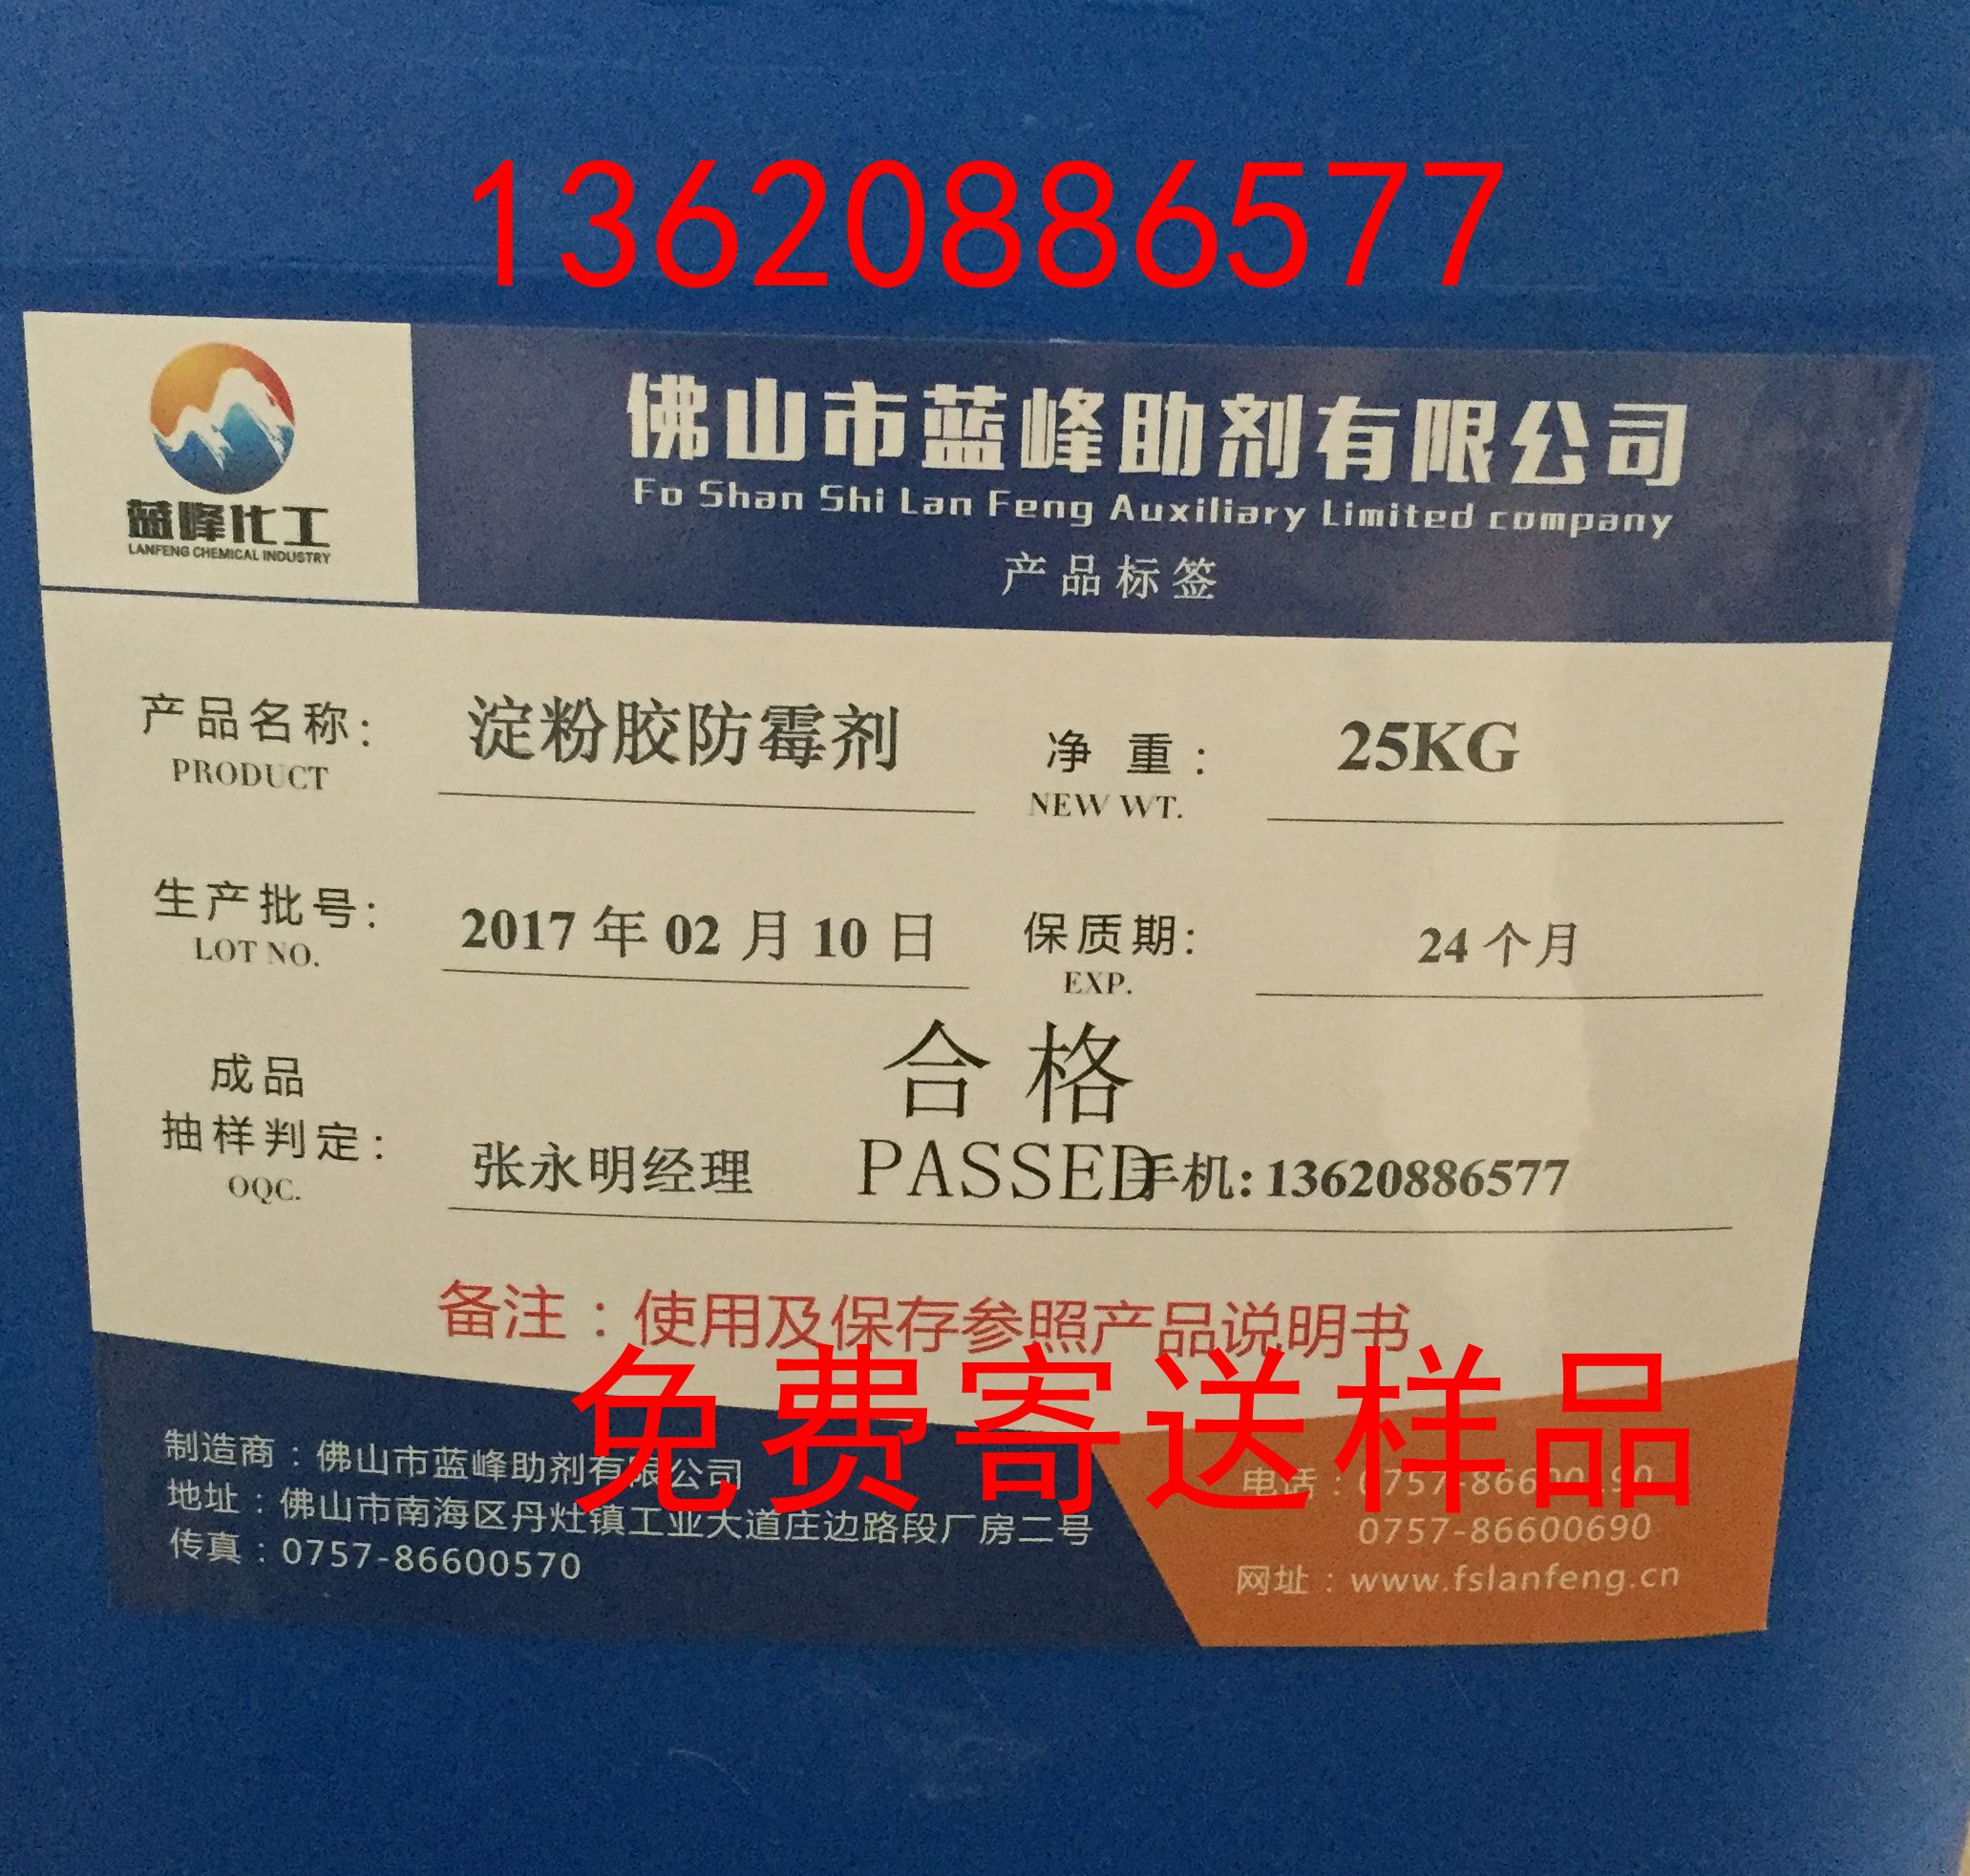 13620886577
蓝峰化工
LANFENG CHEMICAL INDUSTRY
佛山市蓝峰助剂有限公司
Fo Shan Shi Lan Feng Auxiliary Limited company
产品标签
产品名称: 淀粉胶防霉剂 净 重: 25KG
PRODUCT NEW WT.
生产批号: 2017年02月10日 保质期: 24个月
LOT NO. EXP.
合格
成品
抽样判定: 张永明经理 PASSED 手机:13620886577
OQC.
备注：使用及保存参照产品说明书
免费寄送样品
制造商：佛山市蓝峰助剂有限公司
地址：佛山市南海区丹灶镇工业大道庄边路段厂房二号
传真：0757-86600570
电话：
0757-86600690
网址：www.fslanfeng.cn